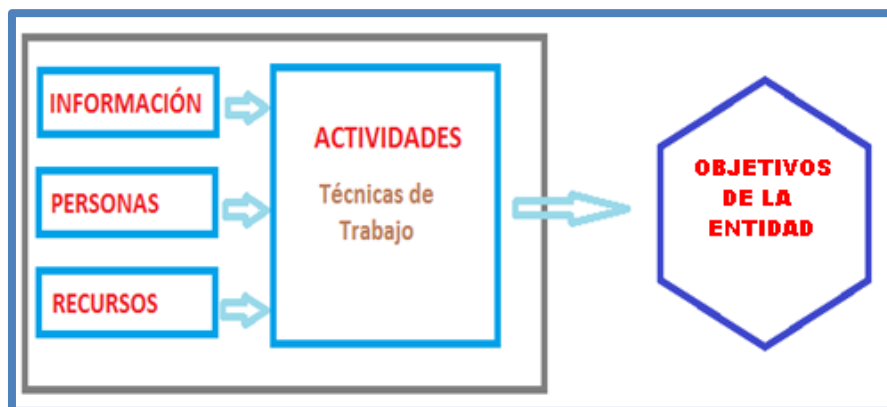 INFORMACIÓN
PERSONAS
RECURSOS
ACTIVIDADES
Técnicas de
Trabajo
OBJETIVOS
DE LA
ENTIDAD